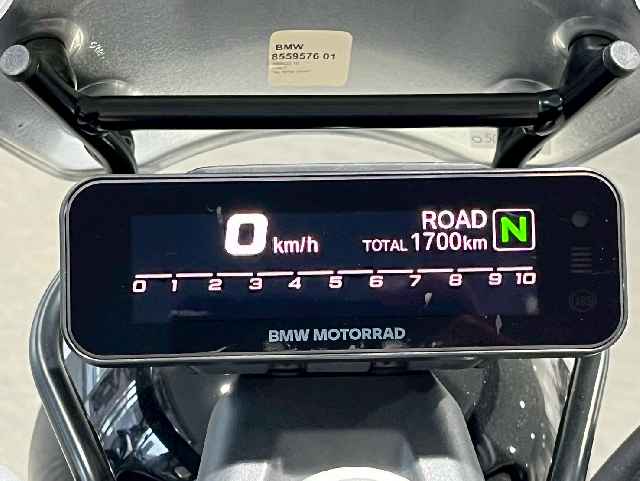 BMW
8559576 01
0 km/h
ROAD
N
TOTAL 1700km
0 1 2 3 4 5 6 7 8 9 10
ABS
BMW MOTORRAD